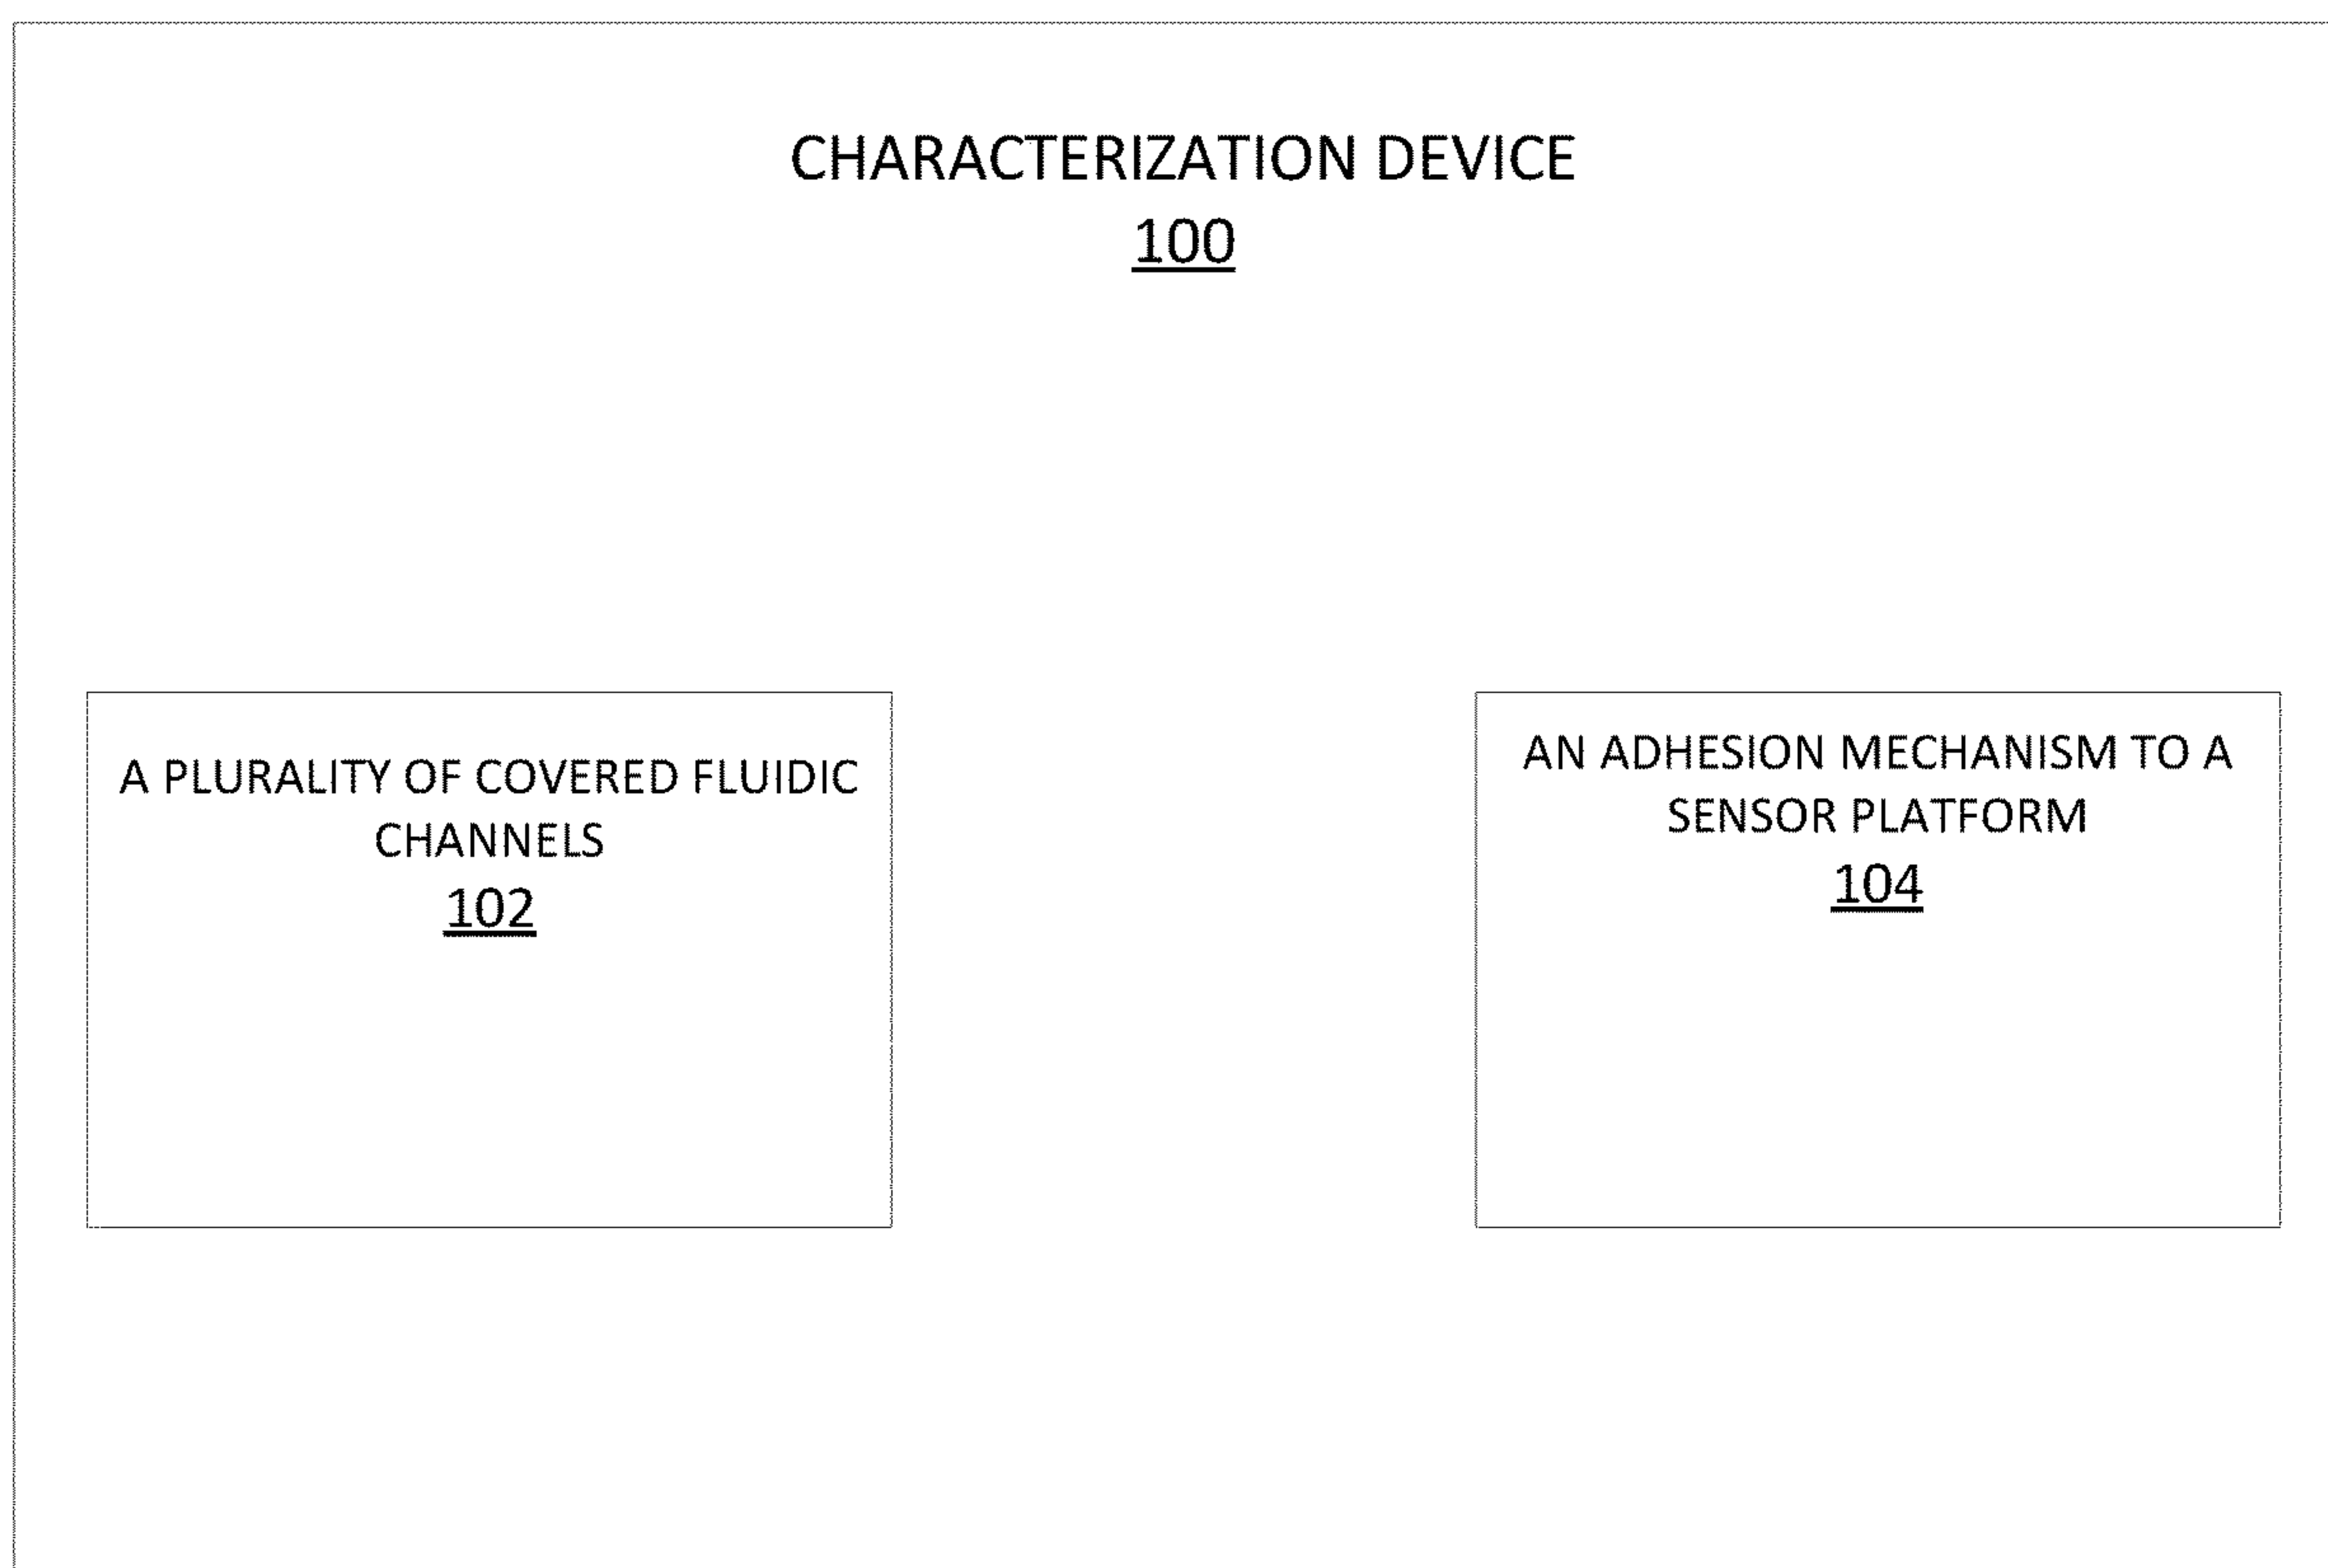 CHARACTERIZATION DEVICE
100
A PLURALITY OF COVERED FLUIDIC
CHANNELS
102
AN ADHESION MECHANISM TO A
SENSOR PLATFORM
104